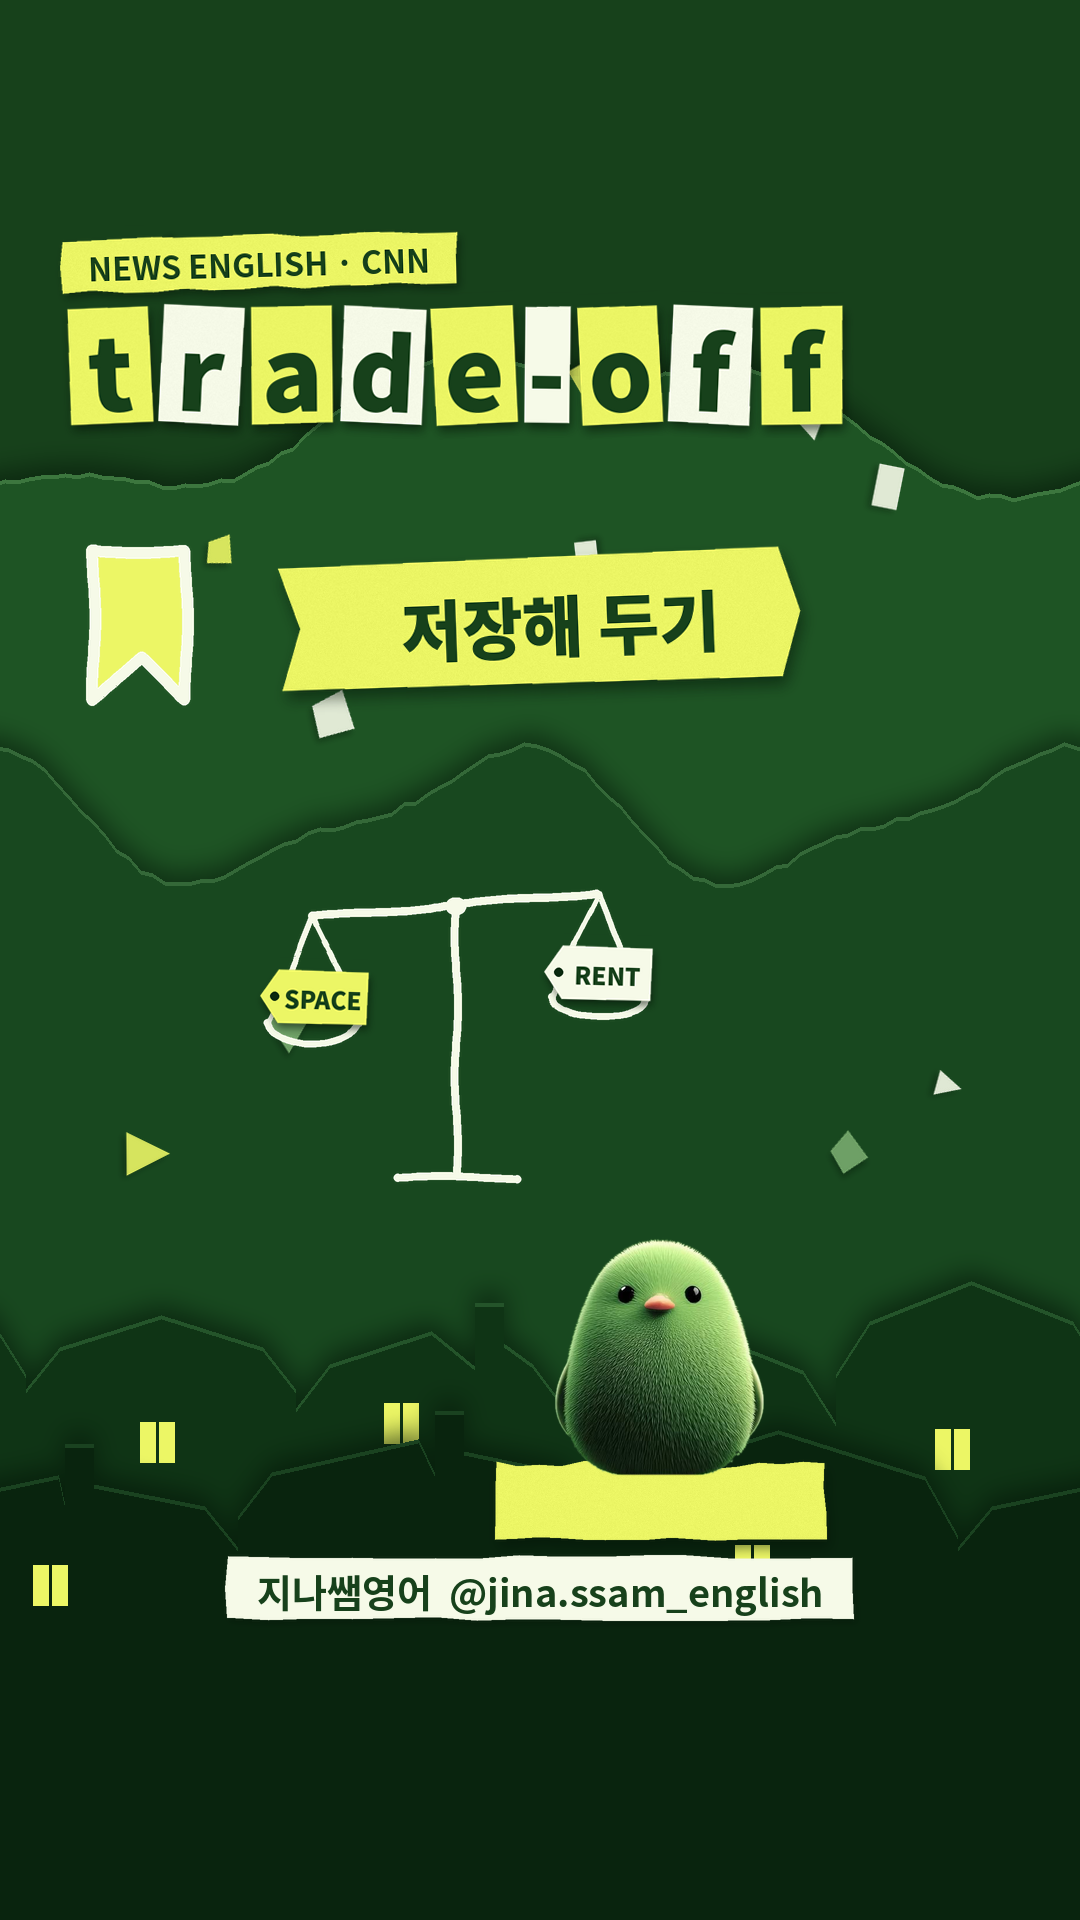 NEWS ENGLISH · CNN
trade-off
저장해 두기
SPACE
RENT
지나쌤영어 @jina.ssam_english